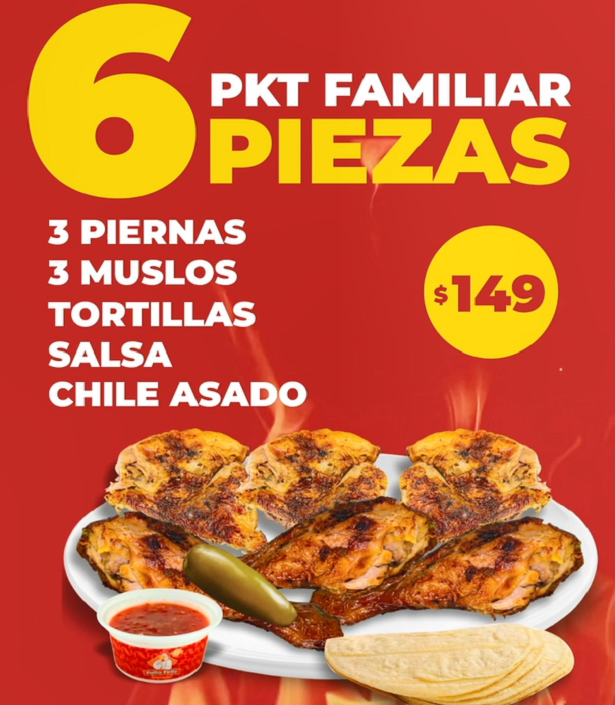 6
PKT FAMILIAR
PIEZAS
3 PIERNAS
3 MUSLOS
TORTILLAS
SALSA
CHILE ASADO
$149